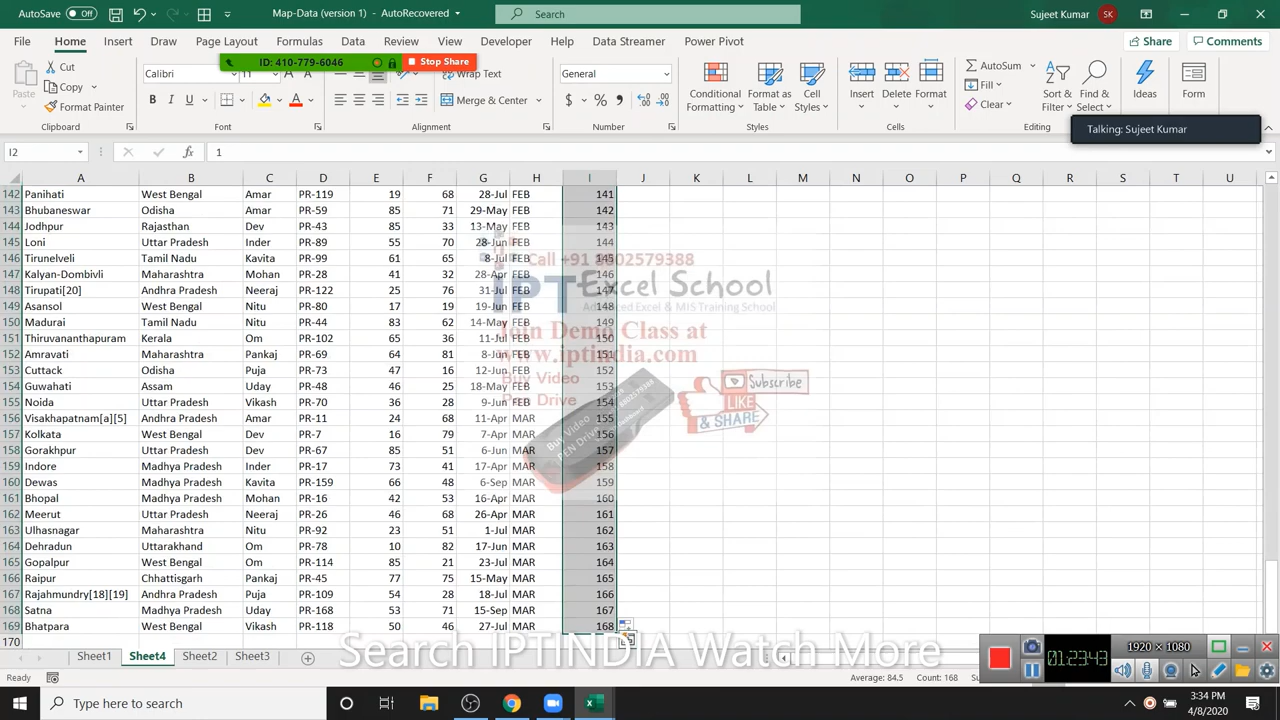 AutoSave Off Map-Data (version 1) - AutoRecovered Search Sujeet Kumar SK
File Home Insert Draw Page Layout Formulas Data Review View Developer Help Data Streamer Power Pivot Share Comments
ID: 410-779-6046 Stop Share
Cut Calibri 11 Wrap Text General AutoSum
Copy Fill
Format Painter Merge & Center Clear
Paste Conditional Formatting Format as Table Cell Styles Insert Delete Format Sort & Filter Find & Select Ideas Form
Clipboard Font Alignment Number Styles Cells Editing
Talking: Sujeet Kumar
I2 1
A B C D E F G H I J K L M N O P Q R S T U
142 Panihati West Bengal Amar PR-119 19 68 28-Jul FEB 141
143 Bhubaneswar Odisha Amar PR-59 85 71 29-May FEB 142
144 Jodhpur Rajasthan Dev PR-43 85 33 13-May FEB 143
145 Loni Uttar Pradesh Inder PR-89 55 70 28-Jun FEB 144
146 Tirunelveli Tamil Nadu Kavita PR-99 61 65 8-Jul FEB 145
147 Kalyan-Dombivli Maharashtra Mohan PR-28 41 32 28-Apr FEB 146
148 Tirupati[20] Andhra Pradesh Neeraj PR-122 25 76 31-Jul FEB 147
149 Asansol West Bengal Nitu PR-80 17 19 19-Jun FEB 148
150 Madurai Tamil Nadu Nitu PR-44 83 62 14-May FEB 149
151 Thiruvananthapuram Kerala Om PR-102 65 36 11-Jul FEB 150
152 Amravati Maharashtra Pankaj PR-69 64 81 8-Jun FEB 151
153 Cuttack Odisha Puja PR-73 47 16 12-Jun FEB 152
154 Guwahati Assam Uday PR-48 46 25 18-May FEB 153
155 Noida Uttar Pradesh Vikash PR-70 36 28 9-Jun FEB 154
156 Visakhapatnam[a][5] Andhra Pradesh Amar PR-11 24 68 11-Apr MAR 155
157 Kolkata West Bengal Dev PR-7 16 79 7-Apr MAR 156
158 Gorakhpur Uttar Pradesh Dev PR-67 85 51 6-Jun MAR 157
159 Indore Madhya Pradesh Inder PR-17 73 41 17-Apr MAR 158
160 Dewas Madhya Pradesh Kavita PR-159 66 48 6-Sep MAR 159
161 Bhopal Madhya Pradesh Mohan PR-16 42 53 16-Apr MAR 160
162 Meerut Uttar Pradesh Neeraj PR-26 46 68 26-Apr MAR 161
163 Ulhasnagar Maharashtra Nitu PR-92 23 51 1-Jul MAR 162
164 Dehradun Uttarakhand Om PR-78 10 82 17-Jun MAR 163
165 Gopalpur West Bengal Om PR-114 85 21 23-Jul MAR 164
166 Raipur Chhattisgarh Pankaj PR-45 77 75 15-May MAR 165
167 Rajahmundry[18][19] Andhra Pradesh Puja PR-109 54 28 18-Jul MAR 166
168 Satna Madhya Pradesh Uday PR-168 53 71 15-Sep MAR 167
169 Bhatpara West Bengal Vikash PR-118 50 46 27-Jul MAR 168
170
Call +91 8802579388
IPT Excel School
Advanced Excel & MIS Training School
Join Demo Class at
www.iptindia.com
Buy Video
Pen Drive
Buy Video
PEN Drive
Subscribe
LIKE
& SHARE
Search IPTINDIA Watch More
Sheet1 Sheet4 Sheet2 Sheet3
Ready Average: 84.5 Count: 168
1920 × 1080
01:23:43
Type here to search
3:34 PM
4/8/2020